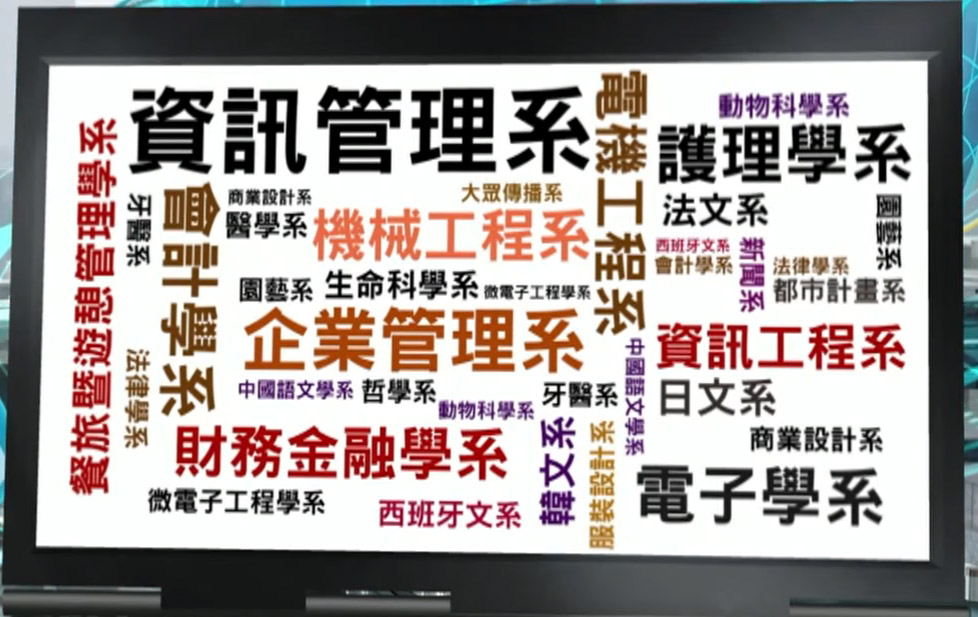 資訊管理系
電機工程系
動物科學系
護理學系
餐旅暨遊憩管理學系
牙醫系
會計學系
商業設計系
大眾傳播系
醫學系
機械工程系
法文系
園藝系
西班牙文系
新聞系
會計學系
法律學系
園藝系
生命科學系
微電子工程學系
都市計畫系
企業管理系
資訊工程系
中國語文學系
法律學系
中國語文學系
哲學系
牙醫系
日文系
動物科學系
財務金融學系
韓文系
服裝設計系
商業設計系
電子學系
微電子工程學系
西班牙文系